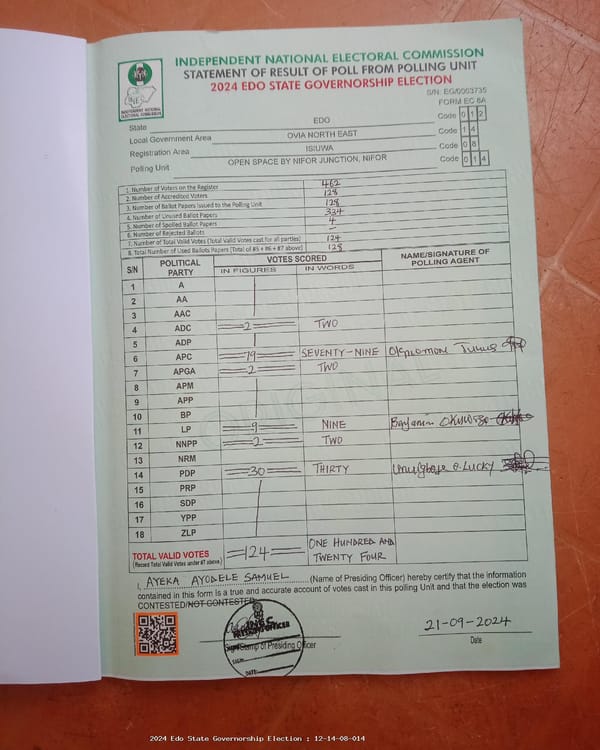 INDEPENDENT NATIONAL ELECTORAL COMMISSION
STATEMENT OF RESULT OF POLL FROM POLLING UNIT
2024 EDO STATE GOVERNORSHIP ELECTION
S/N: EG/0003735
FORM EC 8A
INEC
INDEPENDENT NATIONAL ELECTORAL COMMISSION
State EDO Code 0 1 2
Local Government Area OVIA NORTH EAST Code 1 4
Registration Area ISIUWA Code 0 8
Polling Unit OPEN SPACE BY NIFOR JUNCTION, NIFOR Code 0 1 4
1. Number of Voters on the Register 462
2. Number of Accredited Voters 128
3. Number of Ballot Papers Issued to the Polling Unit 128
4. Number of Unused Ballot Papers 334
5. Number of Spoiled Ballot Papers 4
6. Number of Rejected Ballots –
7. Number of Total Valid Votes (Total Valid Votes cast for all parties) 124
8. Total Number of Used Ballots Papers (Total of #5 + #6 + #7 above) 128
S/N POLITICAL PARTY VOTES SCORED NAME/SIGNATURE OF POLLING AGENT
IN FIGURES IN WORDS
1 A
2 AA
3 AAC
4 ADC 2 TWO
5 ADP
6 APC 79 SEVENTY-NINE
7 APGA 2 TWO
8 APM
9 APP
10 BP
11 LP 9 NINE
12 NNPP 2 TWO
13 NRM
14 PDP 30 THIRTY LUCKY
15 PRP
16 SDP
17 YPP
18 ZLP
TOTAL VALID VOTES =124= ONE HUNDRED AND
(Record Total Valid Votes under #7 above) TWENTY FOUR
I, AYEKA AYODELE SAMUEL (Name of Presiding Officer) hereby certify that the information
contained in this form is a true and accurate account of votes cast in this polling Unit and that the election was
CONTESTED/NOT CONTESTED.
INEC
PRESIDING OFFICER
21-09-2024
Sign/Stamp of Presiding Officer Date
SIGN:
DATE:
2024 Edo State Governorship Election : 12-14-08-014